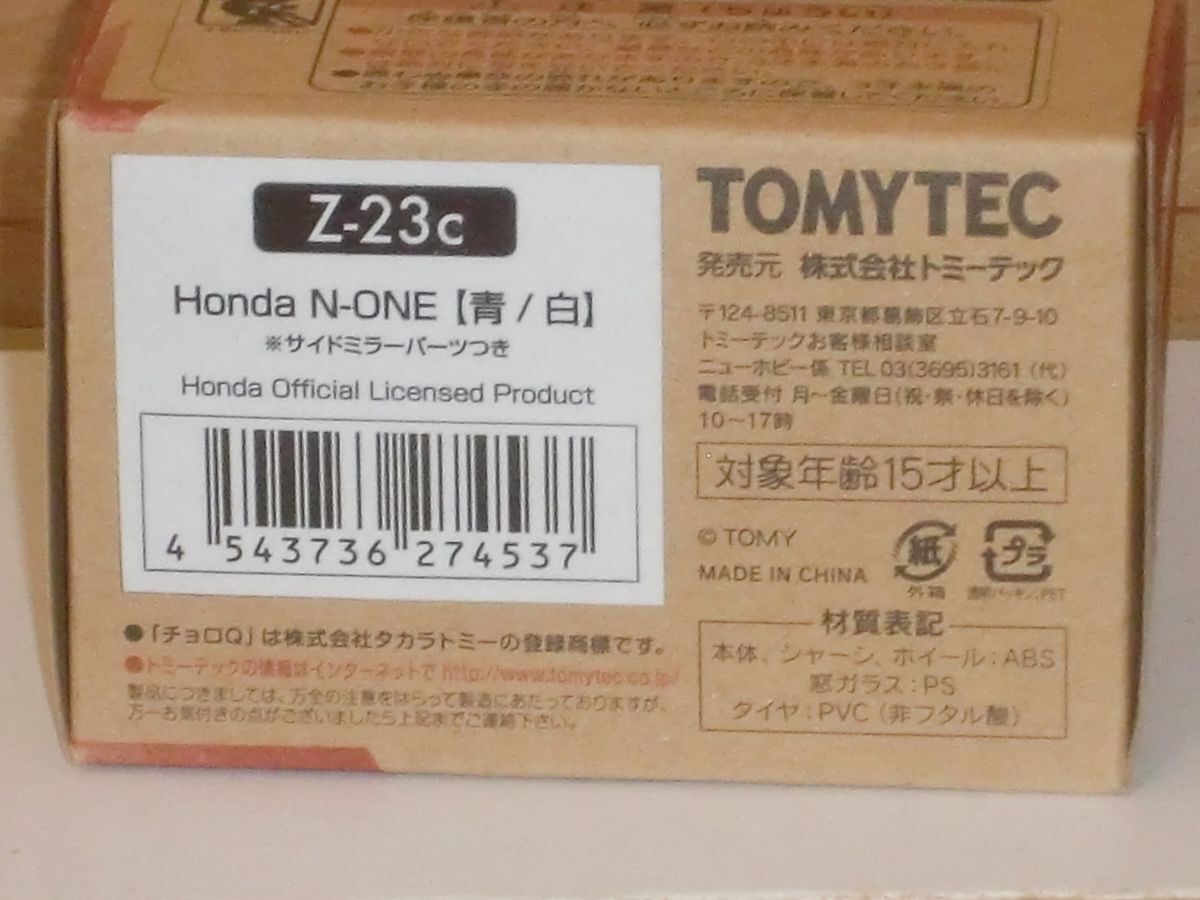 Z-23c
Honda N-ONE【青/白】
※サイドミラーパーツつき
Honda Official Licensed Product
4 543736 274537
●「チョロQ」は株式会社タカラトミーの登録商標です。
●トミーテックの情報はインターネットで http://www.tomytec.co.jp/
製品につきましては、万全の注意をはらって製造にあたっておりますが、
万一お気付きの点がございましたら上記までご連絡下さい。
TOMYTEC
発売元 株式会社トミーテック
〒124-8511 東京都葛飾区立石7-9-10
トミーテックお客様相談室
ニューホビー係 TEL 03(3695)3161 (代)
電話受付 月〜金曜日(祝・祭・休日を除く)
10〜17時
対象年齢15才以上
© TOMY
MADE IN CHINA
紙
外箱
プラ
材質表記
本体、シャーシ、ホイール:ABS
窓ガラス:PS
タイヤ:PVC (非フタル酸)